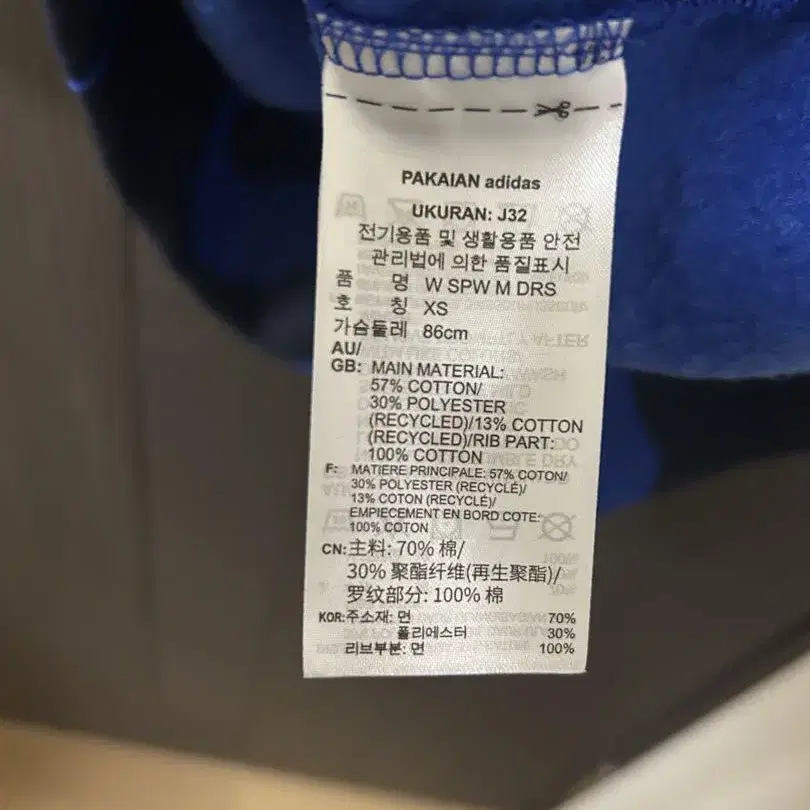 PAKAIAN adidas
UKURAN: J32
전기용품 및 생활용품 안전
관리법에 의한 품질표시
품 명 W SPW M DRS
호 칭 XS
가슴둘레 86cm
AU/
GB: MAIN MATERIAL:
57% COTTON/
30% POLYESTER
(RECYCLED)/13% COTTON
(RECYCLED)/RIB PART:
100% COTTON
F: MATIERE PRINCIPALE: 57% COTON/
30% POLYESTER (RECYCLÉ)/
13% COTON (RECYCLÉ)/
EMPIECEMENT EN BORD COTE:
100% COTON
CN: 主料: 70% 棉/
30% 聚酯纤维(再生聚酯)/
罗纹部分: 100% 棉
KOR: 주소재: 면 70%
폴리에스터 30%
리브부분: 면 100%